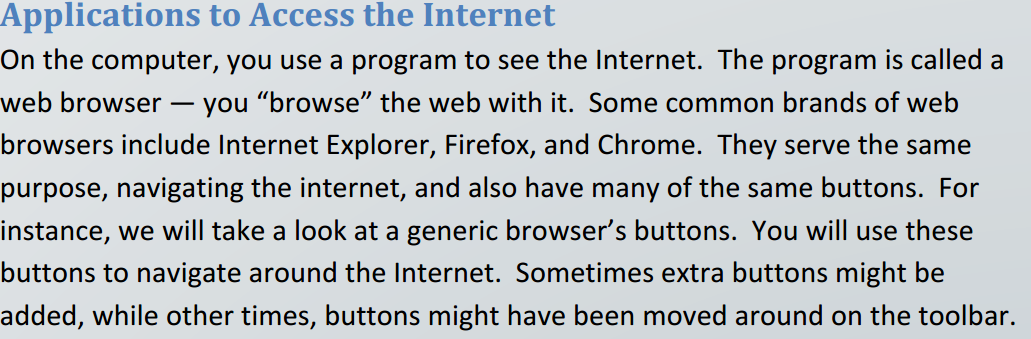 Applications to Access the Internet
On the computer, you use a program to see the Internet.  The program is called a
web browser — you “browse” the web with it.  Some common brands of web
browsers include Internet Explorer, Firefox, and Chrome.  They serve the same
purpose, navigating the internet, and also have many of the same buttons.  For
instance, we will take a look at a generic browser’s buttons.  You will use these
buttons to navigate around the Internet.  Sometimes extra buttons might be
added, while other times, buttons might have been moved around on the toolbar.